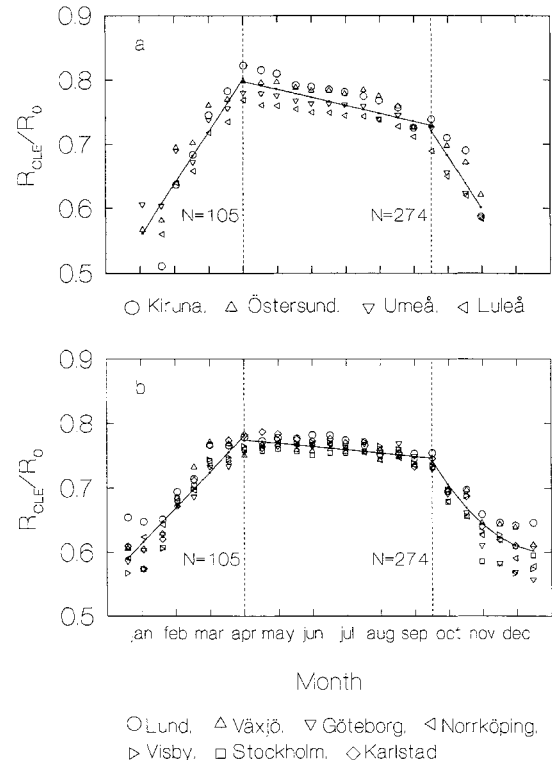 0.9
a
0.8
0.7
0.6
0.5
R_CLE/R_0
N=105
N=274
○ Kiruna, △ Östersund, ▽ Umeå, ◁ Luleå
0.9
b
0.8
0.7
0.6
0.5
R_CLE/R_0
N=105
N=274
jan feb mar apr may jun jul aug sep oct nov dec
Month
○ Lund, △ Växjö, ▽ Göteborg, ◁ Norrköping,
▷ Visby, □ Stockholm, ◇ Karlstad